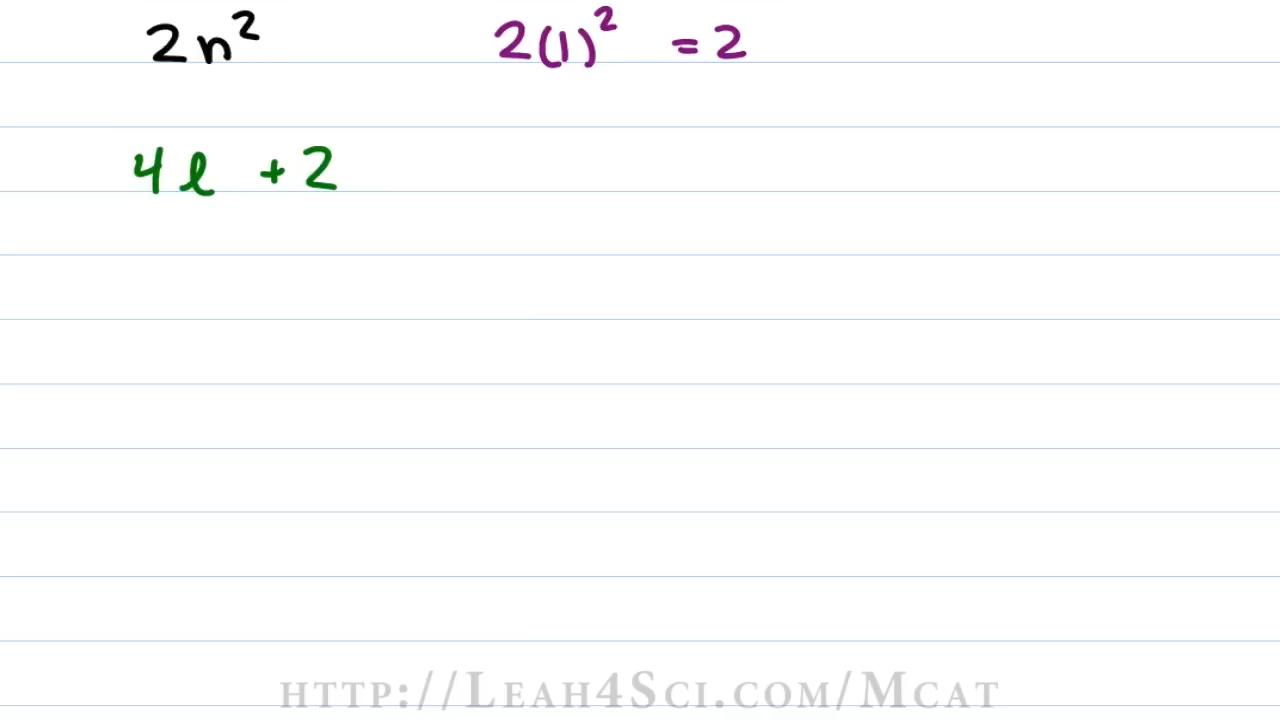 2n² 2(1)² = 2
4l + 2
http://Leah4Sci.com/Mcat